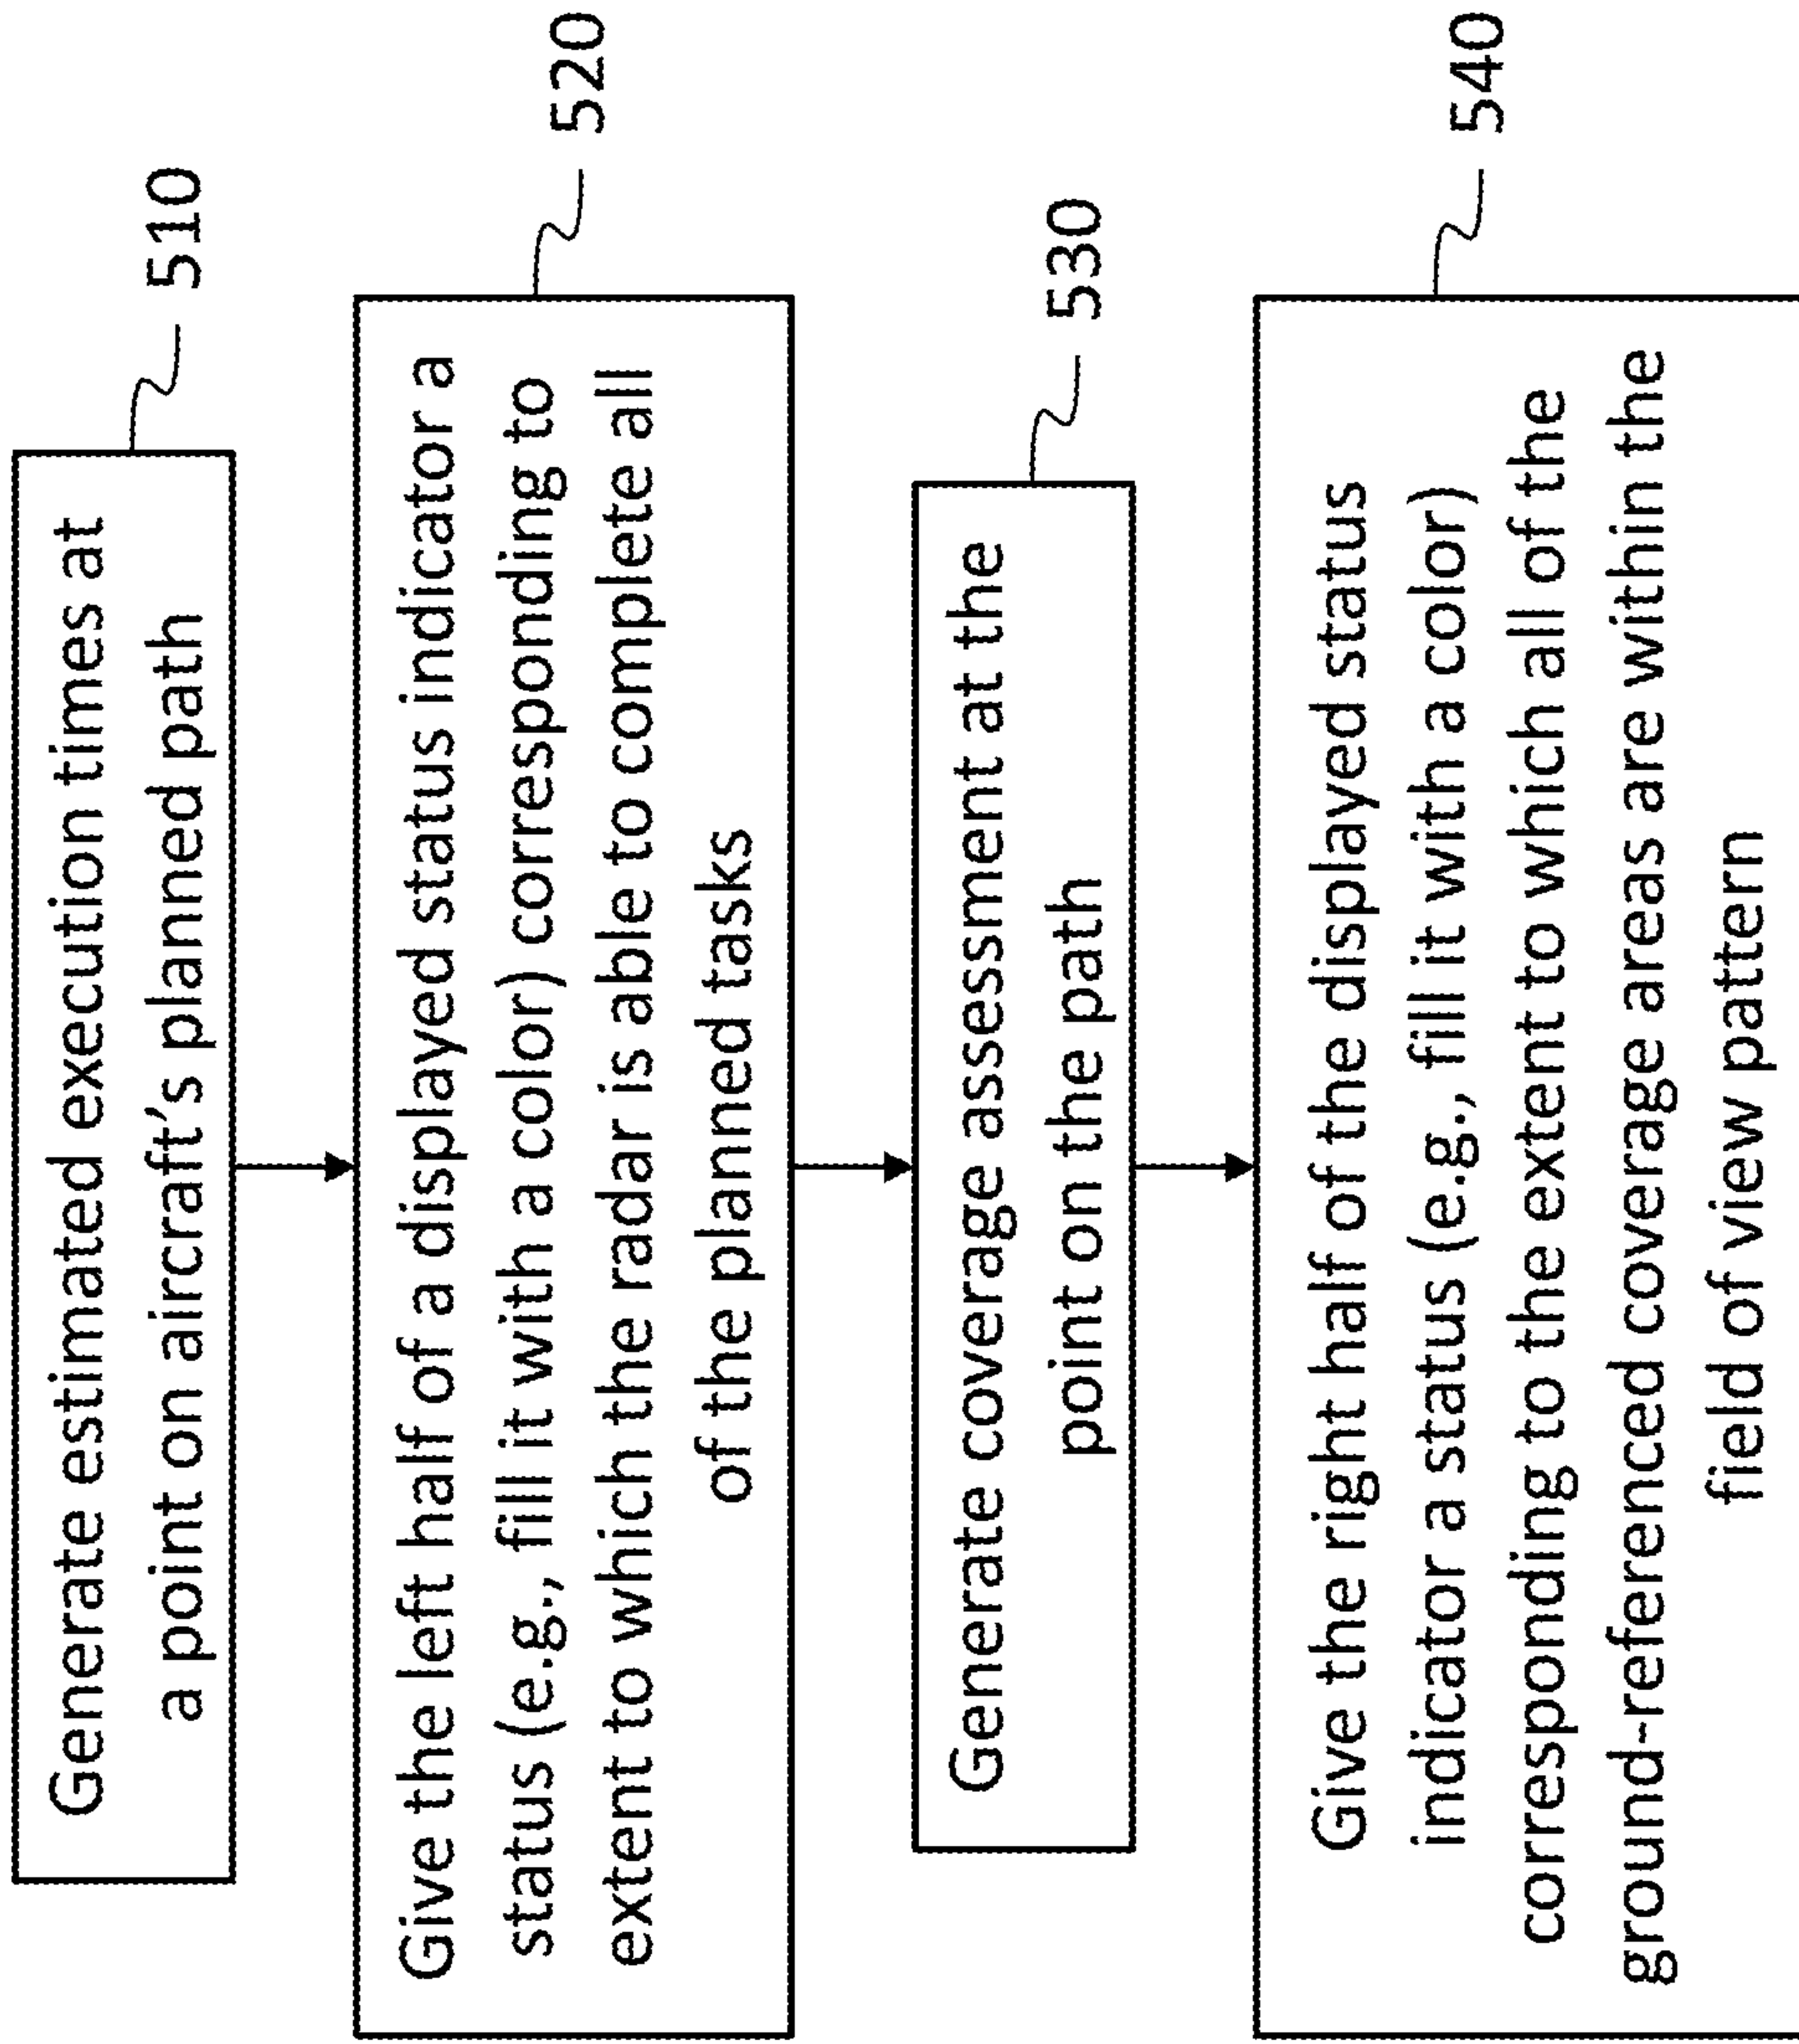 Generate estimated execution times at
a point on aircraft's planned path
510
Give the left half of a displayed status indicator a
status (e.g., fill it with a color) corresponding to
extent to which the radar is able to complete all
of the planned tasks
520
Generate coverage assessment at the
point on the path
530
Give the right half of the displayed status
indicator a status (e.g., fill it with a color)
corresponding to the extent to which all of the
ground-referenced coverage areas are within the
field of view pattern
540